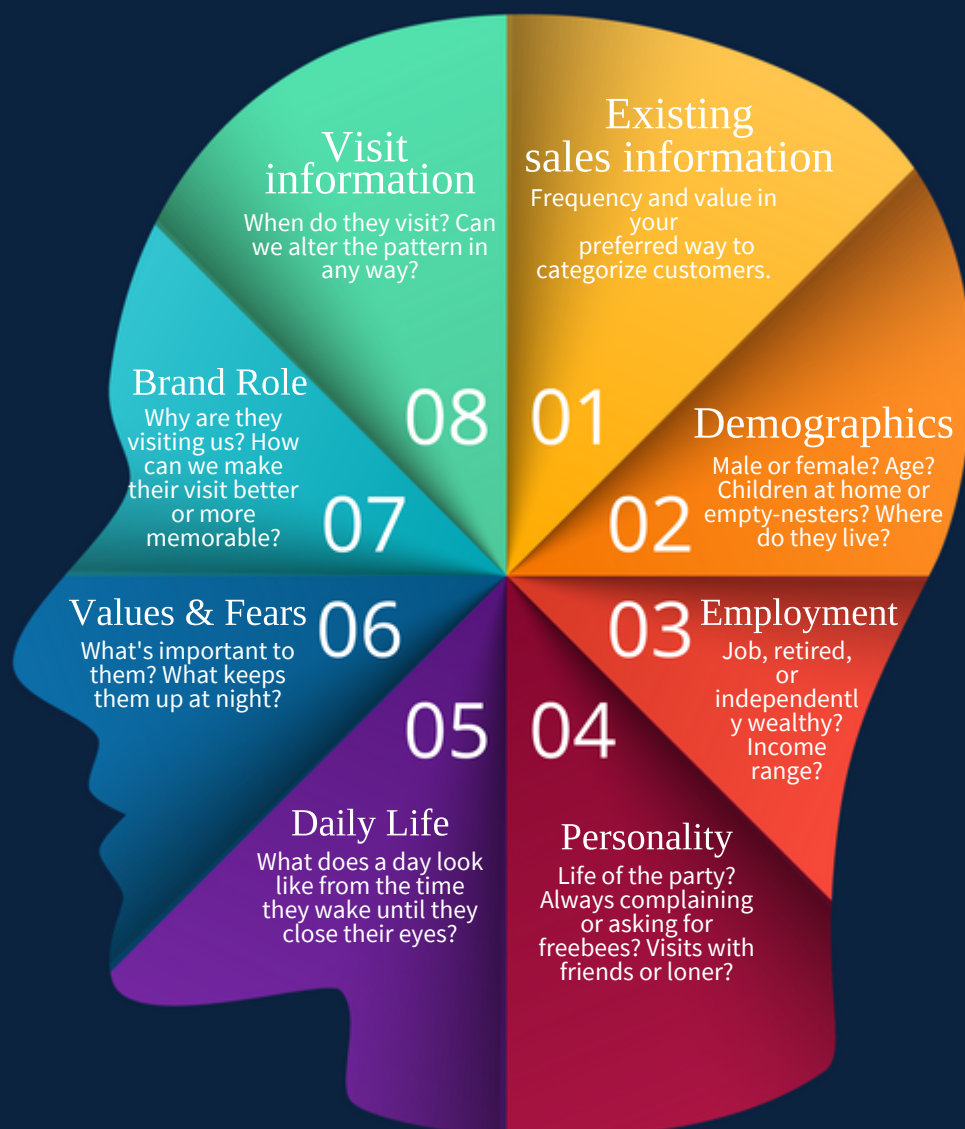 Existing
sales information
Frequency and value in
your
preferred way to
categorize customers.
01
Demographics
Male or female? Age?
Children at home or
empty-nesters? Where
do they live?
02
Employment
Job, retired,
or
independentl
y wealthy?
Income
range?
03
Personality
Life of the party?
Always complaining
or asking for
freebees? Visits with
friends or loner?
04
Daily Life
What does a day look
like from the time
they wake until they
close their eyes?
05
Values & Fears
What's important to
them? What keeps
them up at night?
06
Brand Role
Why are they
visiting us? How
can we make
their visit better
or more
memorable?
07
Visit
information
When do they visit? Can
we alter the pattern in
any way?
08